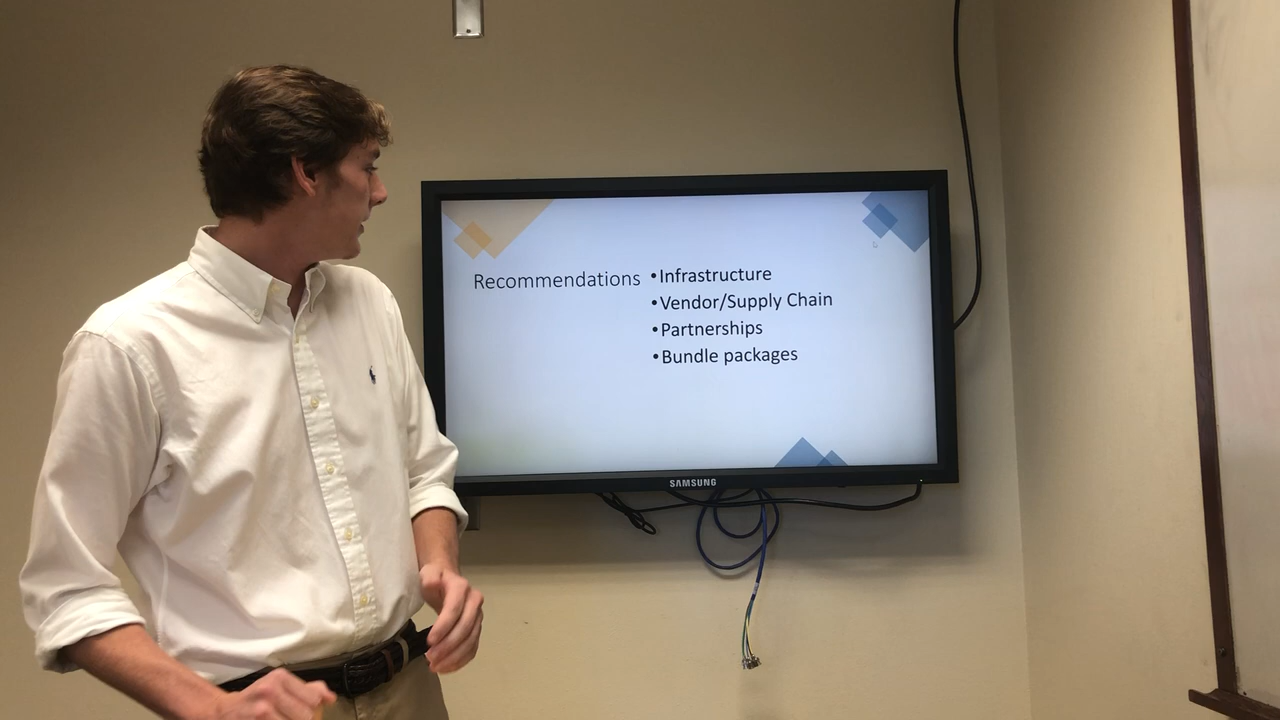 Recommendations
•Infrastructure
•Vendor/Supply Chain
•Partnerships
•Bundle packages
SAMSUNG